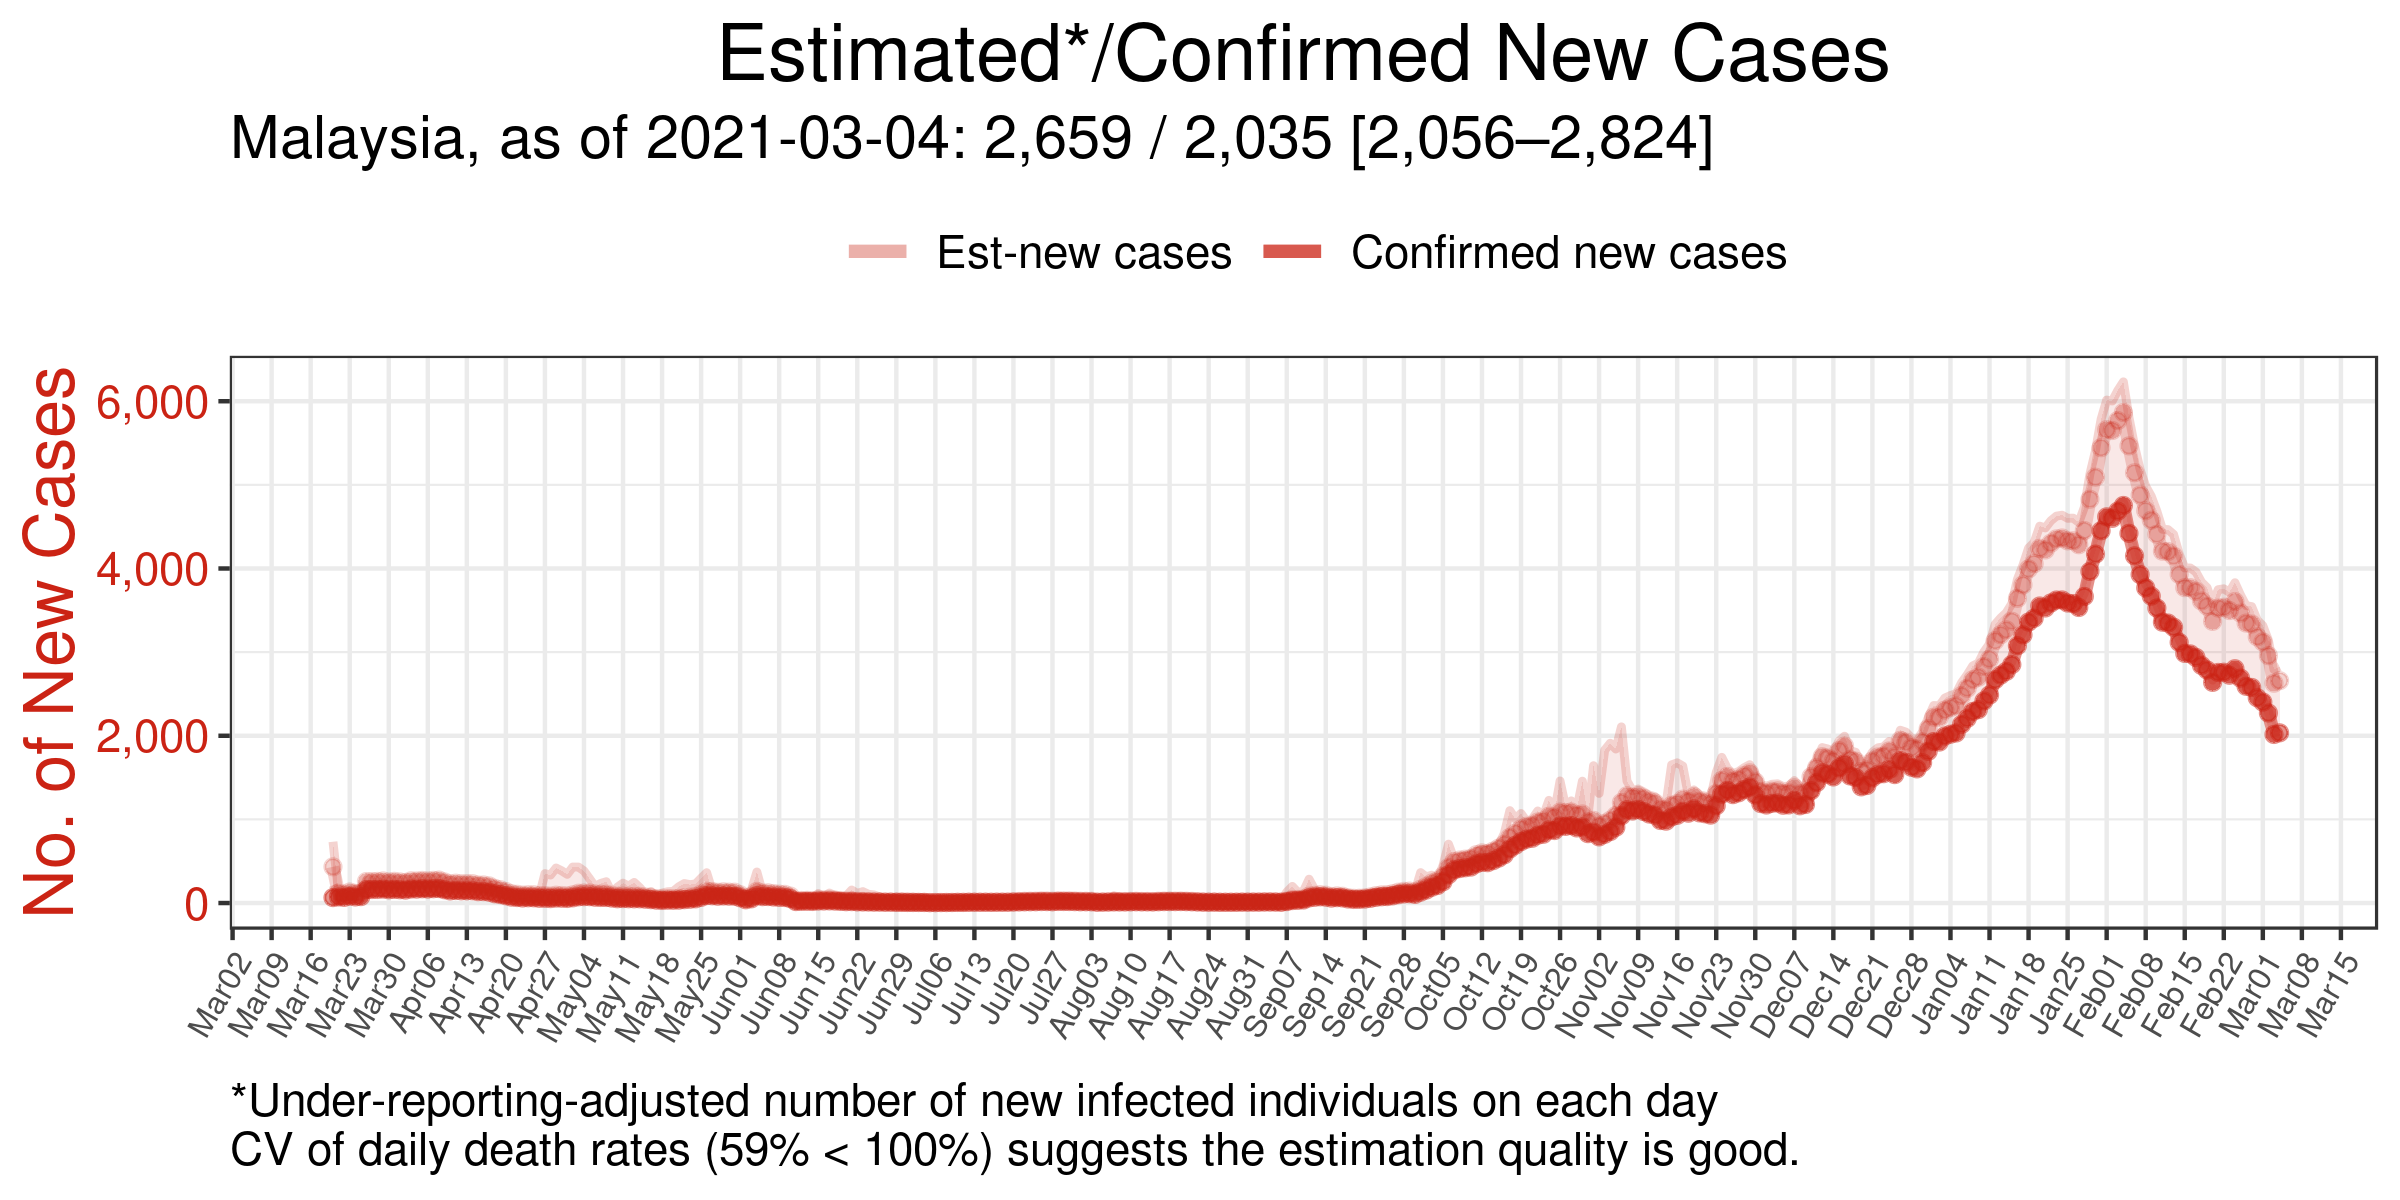 Estimated*/Confirmed New Cases
Malaysia, as of 2021-03-04: 2,659 / 2,035 [2,056–2,824]
Est-new cases
Confirmed new cases
No. of New Cases
6,000
4,000
2,000
0
Mar02
Mar09
Mar16
Mar23
Mar30
Apr06
Apr13
Apr20
Apr27
May04
May11
May18
May25
Jun01
Jun08
Jun15
Jun22
Jun29
Jul06
Jul13
Jul20
Jul27
Aug03
Aug10
Aug17
Aug24
Aug31
Sep07
Sep14
Sep21
Sep28
Oct05
Oct12
Oct19
Oct26
Nov02
Nov09
Nov16
Nov23
Nov30
Dec07
Dec14
Dec21
Dec28
Jan04
Jan11
Jan18
Jan25
Feb01
Feb08
Feb15
Feb22
Mar01
Mar08
Mar15
*Under-reporting-adjusted number of new infected individuals on each day
CV of daily death rates (59% < 100%) suggests the estimation quality is good.